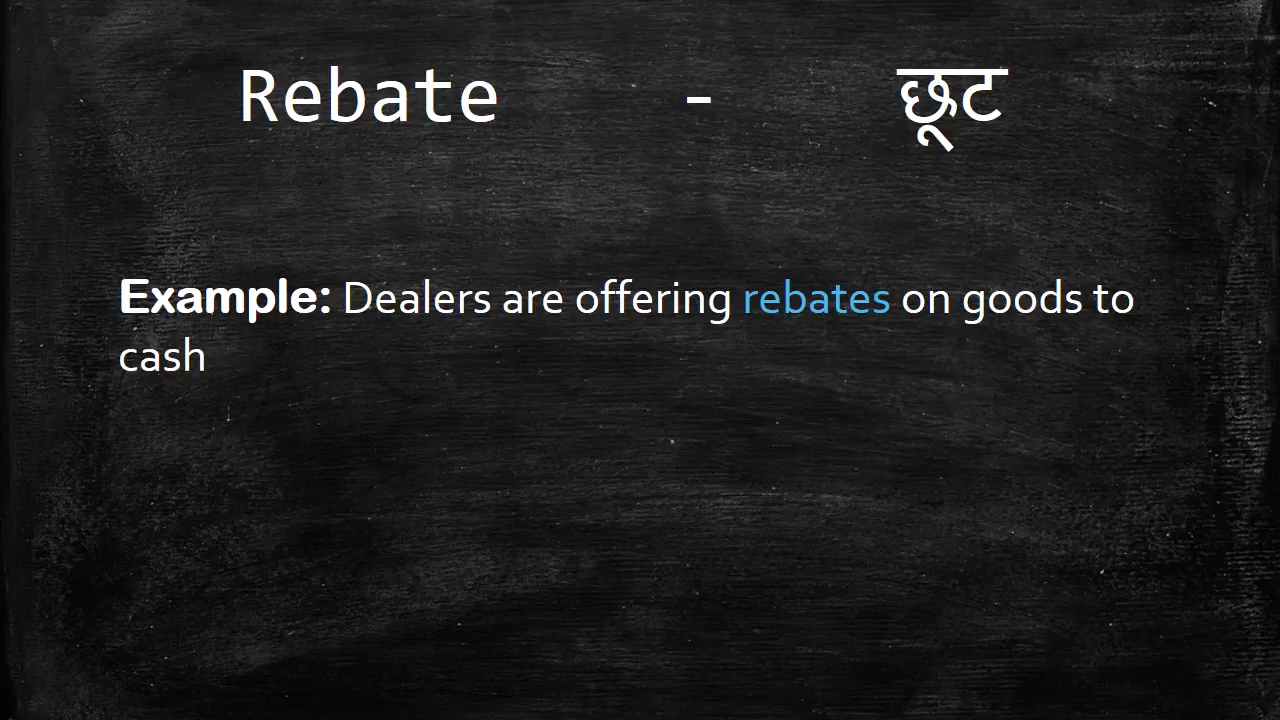 Rebate - छूट
Example: Dealers are offering rebates on goods to
cash